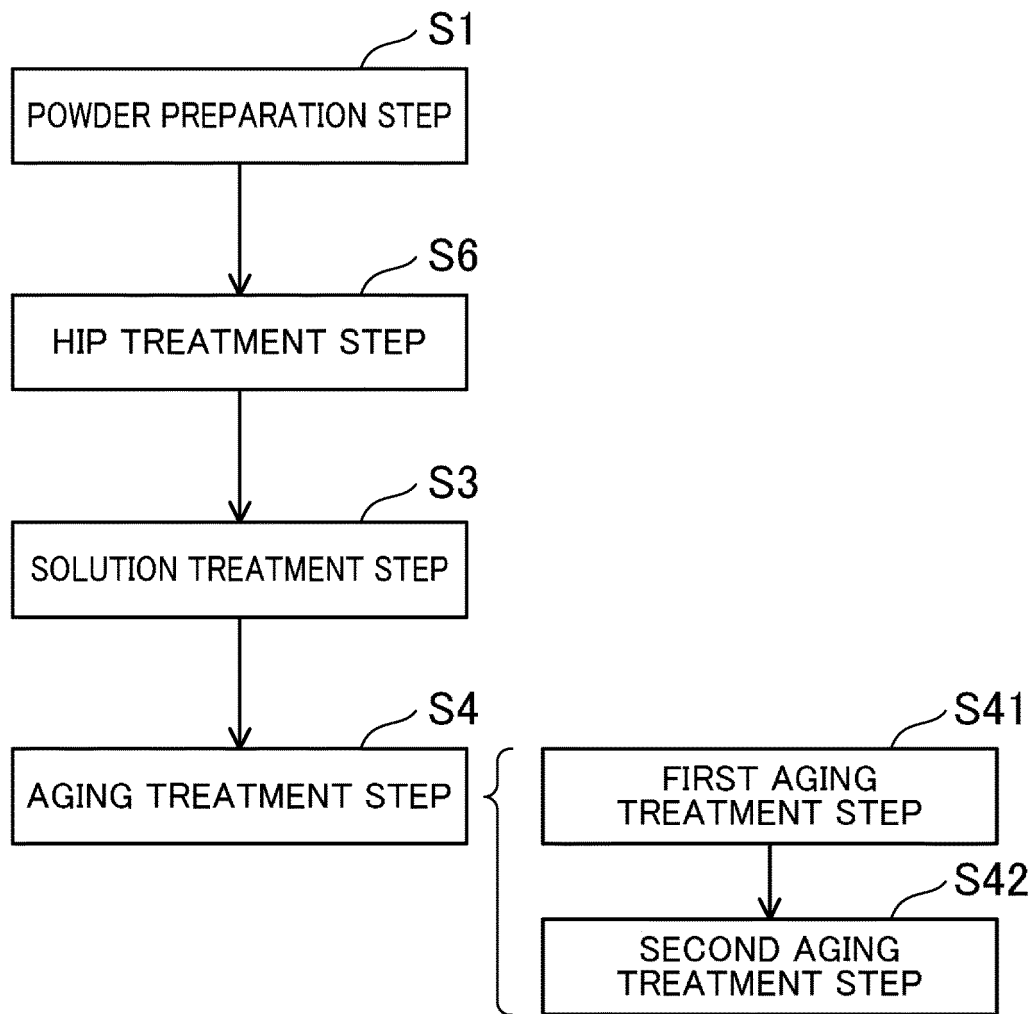 S1
POWDER PREPARATION STEP
S6
HIP TREATMENT STEP
S3
SOLUTION TREATMENT STEP
S4
AGING TREATMENT STEP
S41
FIRST AGING
TREATMENT STEP
S42
SECOND AGING
TREATMENT STEP